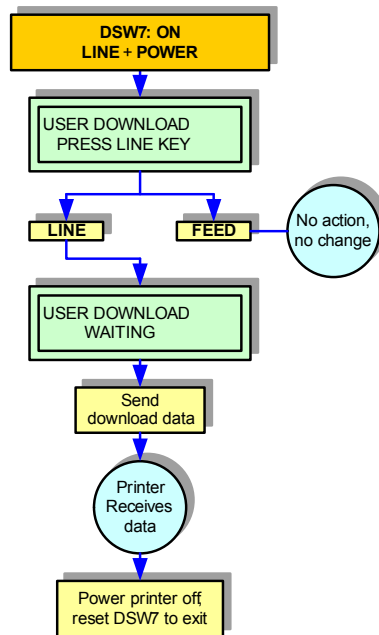 DSW7: ON
LINE + POWER
USER DOWNLOAD
PRESS LINE KEY
LINE
FEED
No action,
no change
USER DOWNLOAD
WAITING
Send
download data
Printer
Receives
data
Power printer off,
reset DSW7 to exit